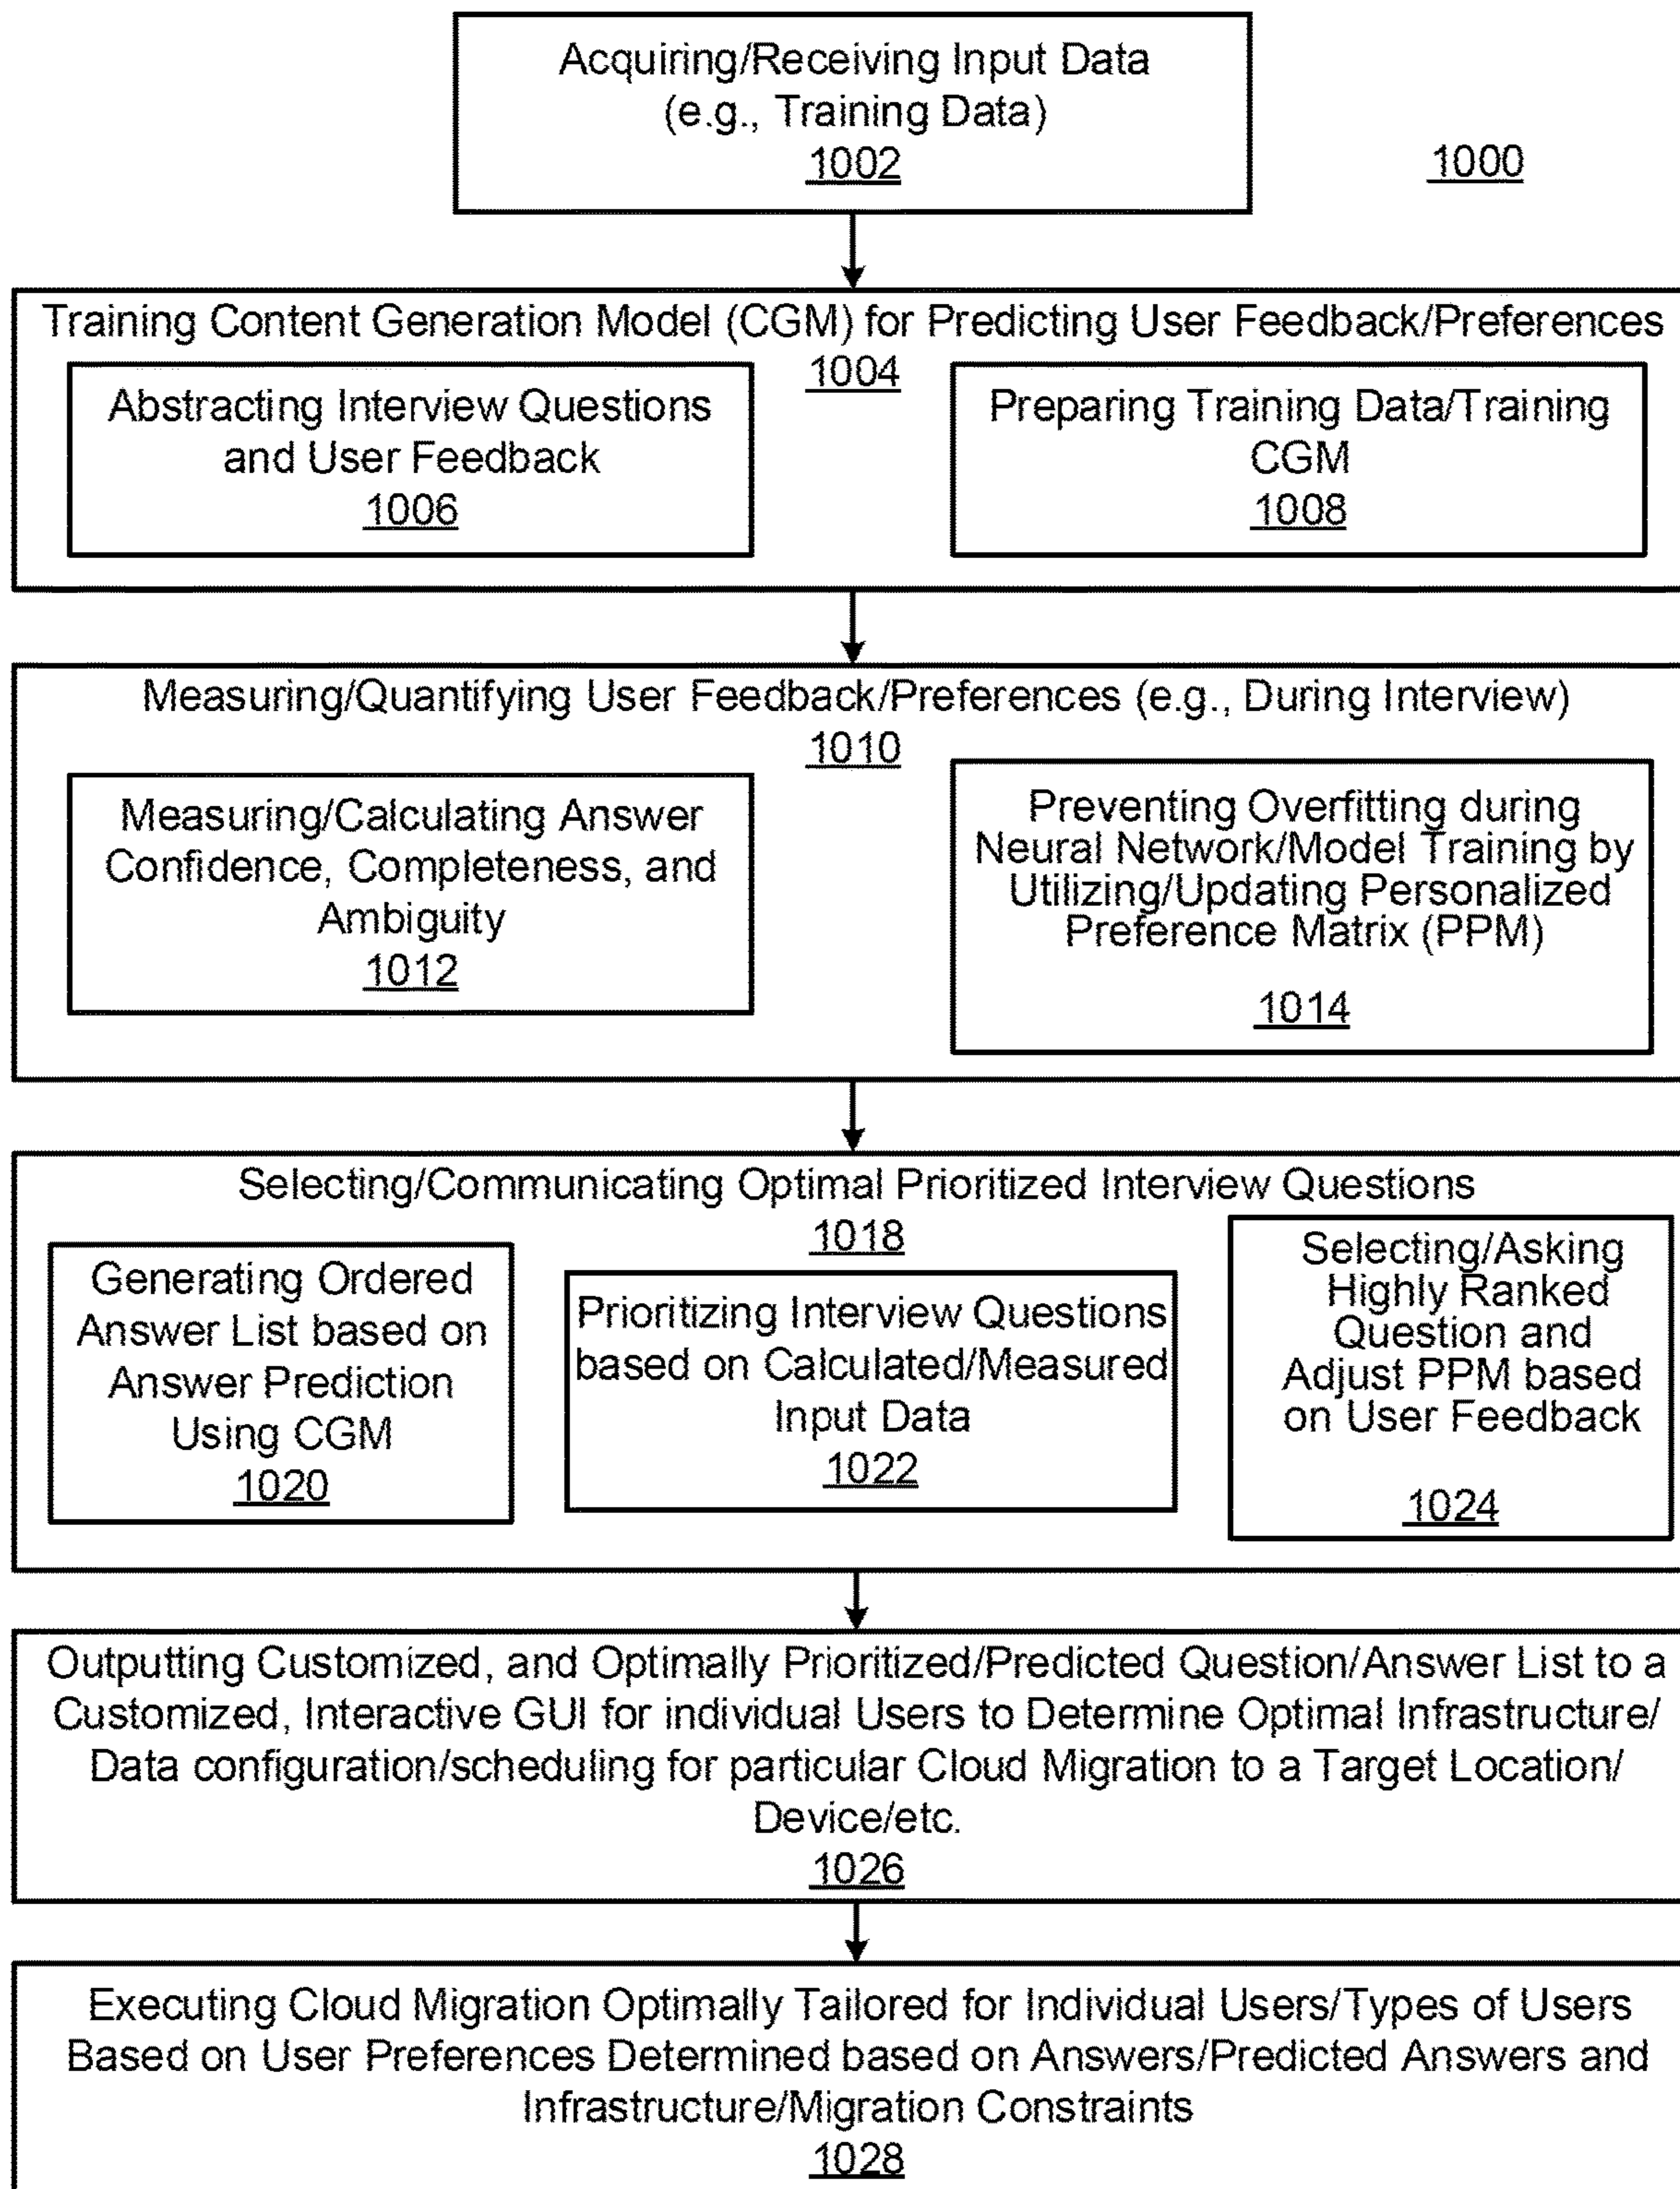 Acquiring/Receiving Input Data
(e.g., Training Data)
1002
1000
Training Content Generation Model (CGM) for Predicting User Feedback/Preferences
1004
Abstracting Interview Questions
and User Feedback
1006
Preparing Training Data/Training
CGM
1008
Measuring/Quantifying User Feedback/Preferences (e.g., During Interview)
1010
Measuring/Calculating Answer
Confidence, Completeness, and
Ambiguity
1012
Preventing Overfitting during
Neural Network/Model Training by
Utilizing/Updating Personalized
Preference Matrix (PPM)
1014
Selecting/Communicating Optimal Prioritized Interview Questions
1018
Generating Ordered
Answer List based on
Answer Prediction
Using CGM
1020
Prioritizing Interview Questions
based on Calculated/Measured
Input Data
1022
Selecting/Asking
Highly Ranked
Question and
Adjust PPM based
on User Feedback
1024
Outputting Customized, and Optimally Prioritized/Predicted Question/Answer List to a
Customized, Interactive GUI for individual Users to Determine Optimal Infrastructure/
Data configuration/scheduling for particular Cloud Migration to a Target Location/
Device/etc.
1026
Executing Cloud Migration Optimally Tailored for Individual Users/Types of Users
Based on User Preferences Determined based on Answers/Predicted Answers and
Infrastructure/Migration Constraints
1028